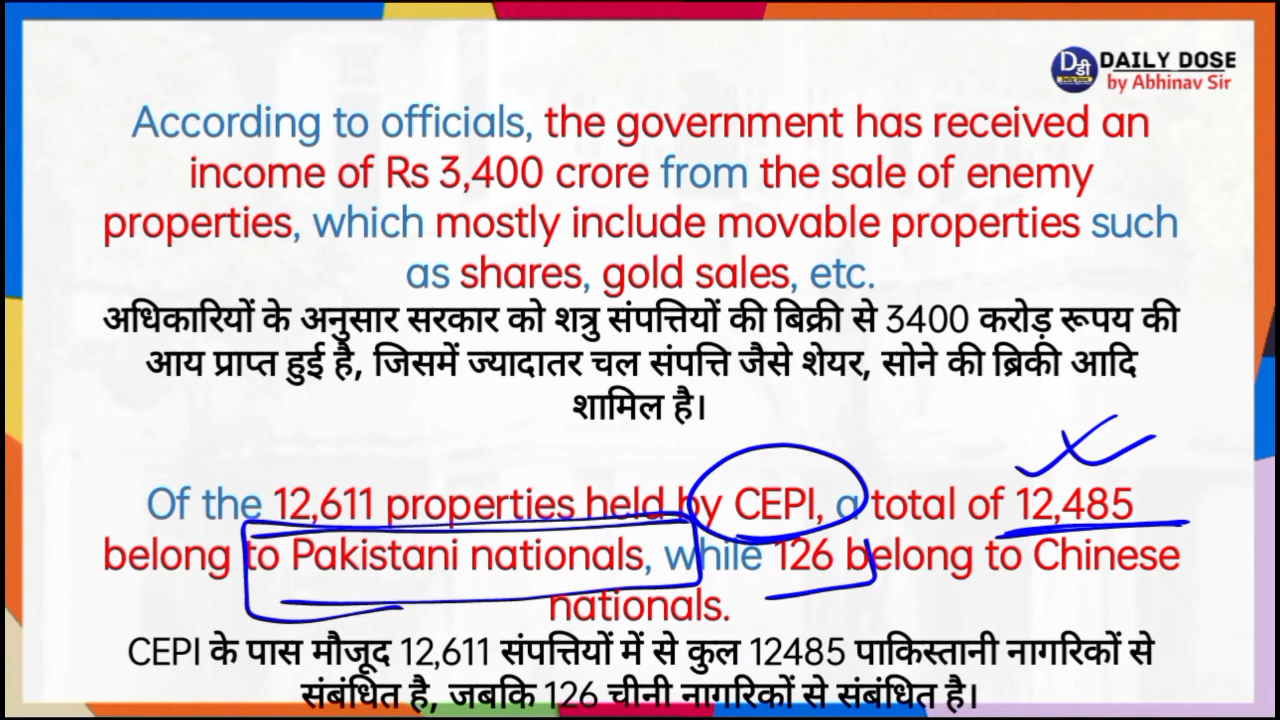 Dडी
Daily Dose
DAILY DOSE
by Abhinav Sir
According to officials, the government has received an
income of Rs 3,400 crore from the sale of enemy
properties, which mostly include movable properties such
as shares, gold sales, etc.
अधिकारियों के अनुसार सरकार को शत्रु संपत्तियों की बिक्री से 3400 करोड़ रूपय की
आय प्राप्त हुई है, जिसमें ज्यादातर चल संपत्ति जैसे शेयर, सोने की ब्रिकी आदि
शामिल है।
Of the 12,611 properties held by CEPI, a total of 12,485
belong to Pakistani nationals, while 126 belong to Chinese
nationals.
CEPI के पास मौजूद 12,611 संपत्तियों में से कुल 12485 पाकिस्तानी नागरिकों से
संबंधित है, जबकि 126 चीनी नागरिकों से संबंधित है।